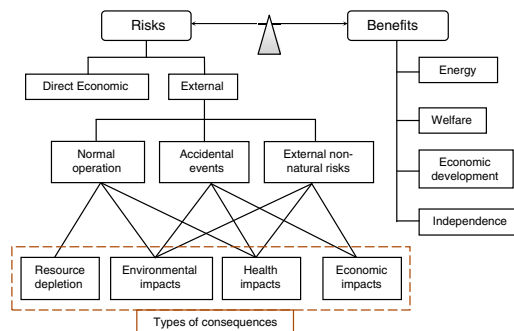 Risks
Benefits
Direct Economic
External
Energy
Welfare
Economic
development
Independence
Normal
operation
Accidental
events
External non-
natural risks
Resource
depletion
Environmental
impacts
Health
impacts
Economic
impacts
Types of consequences